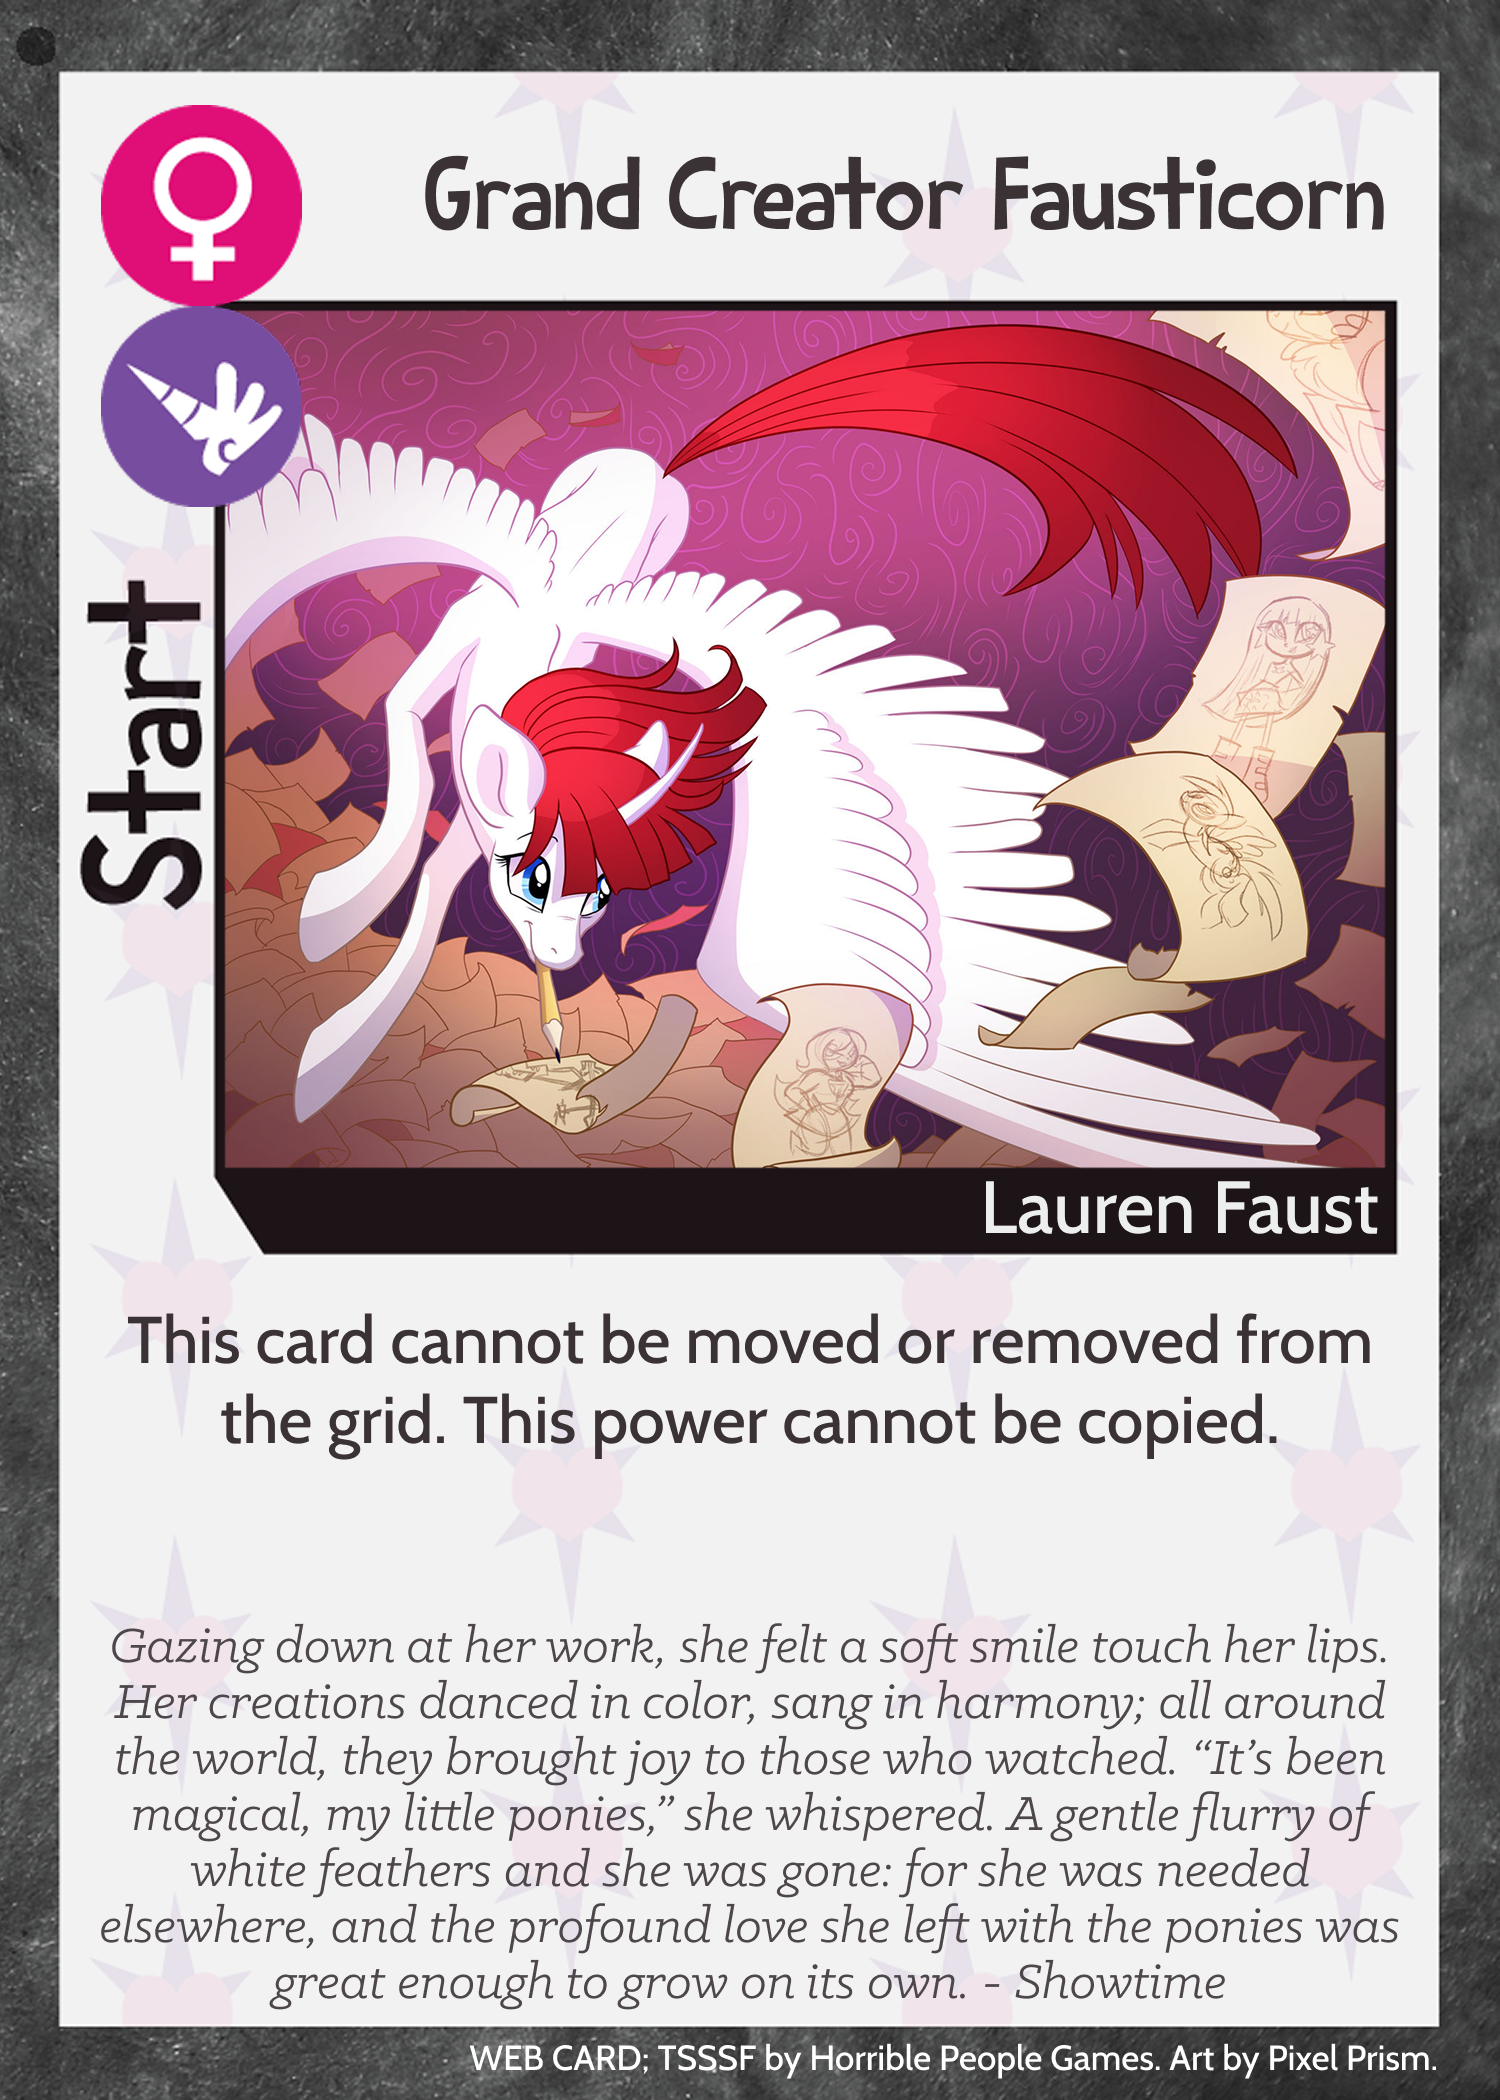 Grand Creator Fausticorn
Start
Lauren Faust
This card cannot be moved or removed from
the grid. This power cannot be copied.
Gazing down at her work, she felt a soft smile touch her lips.
Her creations danced in color, sang in harmony; all around
the world, they brought joy to those who watched. “It’s been
magical, my little ponies,” she whispered. A gentle flurry of
white feathers and she was gone: for she was needed
elsewhere, and the profound love she left with the ponies was
great enough to grow on its own. - Showtime
WEB CARD; TSSSF by Horrible People Games. Art by Pixel Prism.